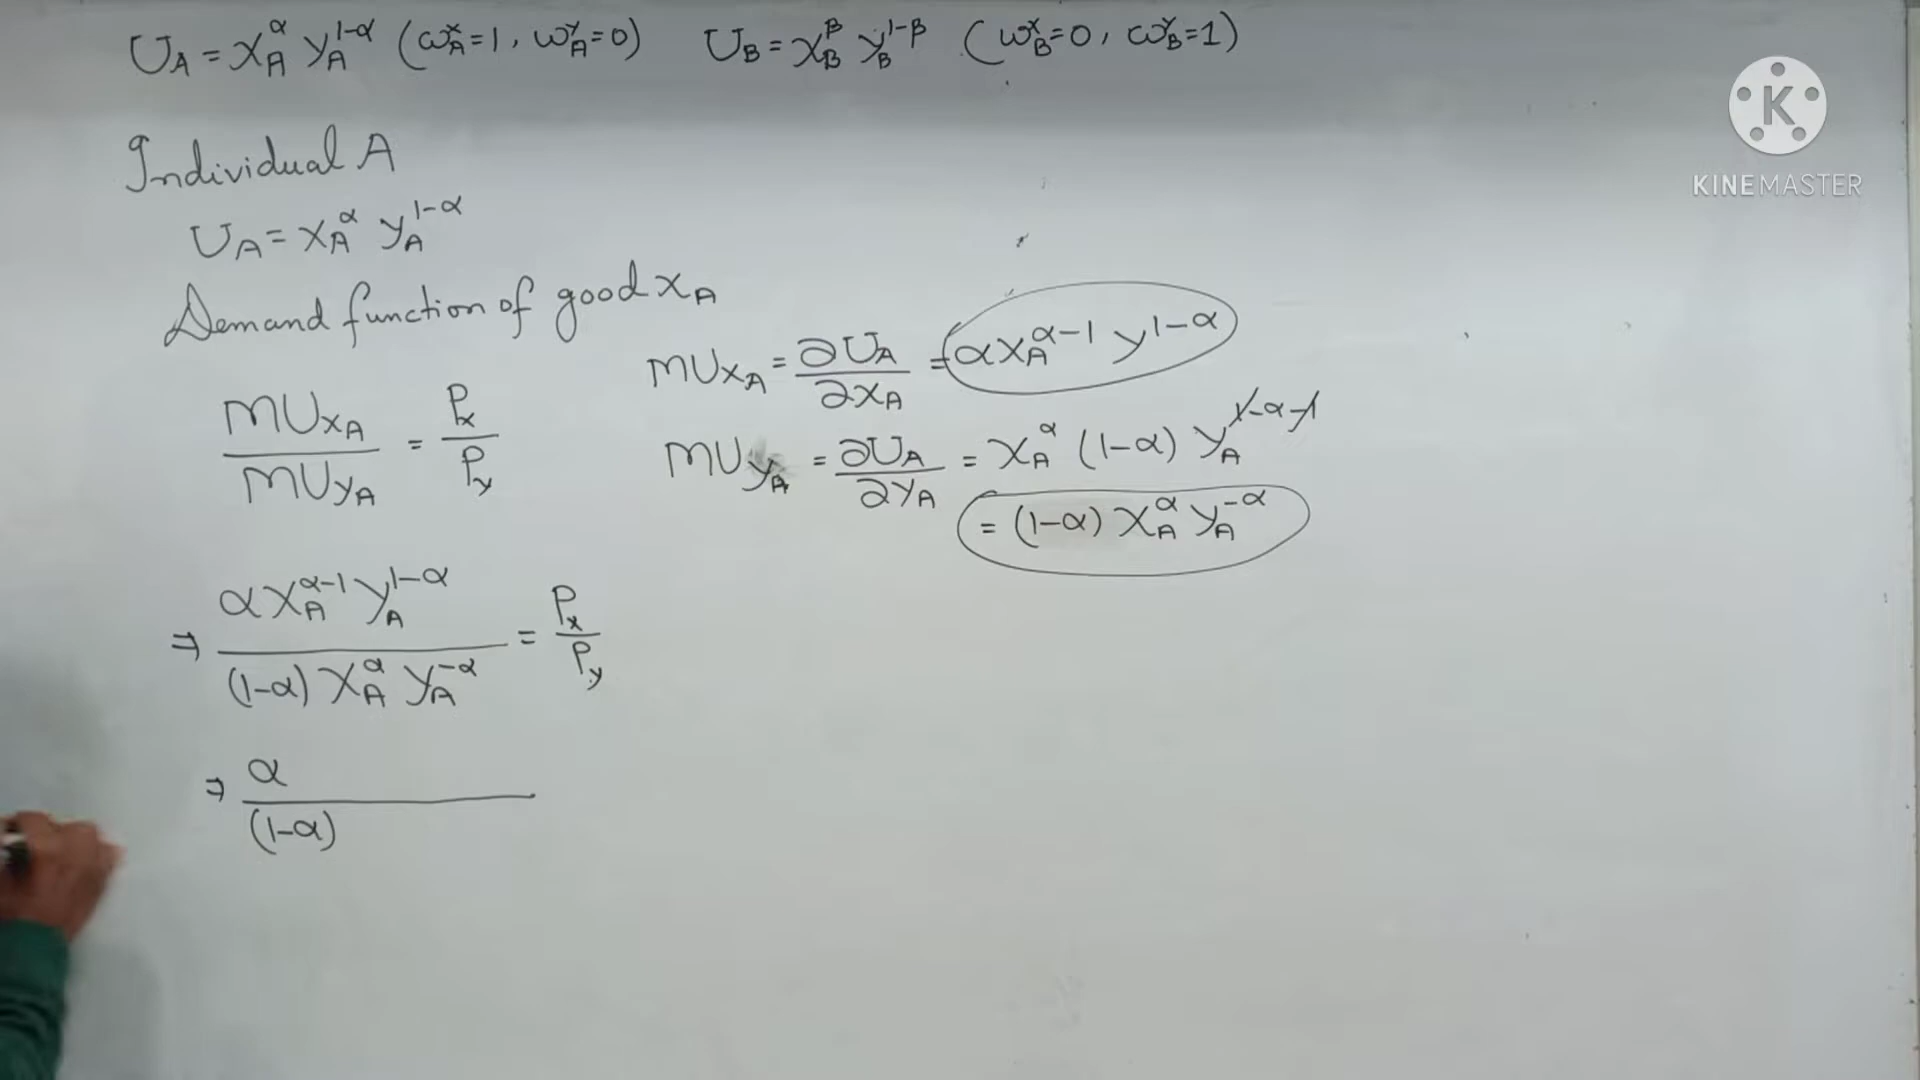 U_A = x_A^α y_A^{1-α} (ω_A^x=1, ω_A^y=0) U_B = x_B^β y_B^{1-β} (ω_B^x=0, ω_B^y=1)
K
KINEMASTER
Individual A
U_A = x_A^α y_A^{1-α}
Demand function of good x_A
MU_{x_A} = ∂U_A/∂x_A = αx_A^{α-1} y^{1-α}
MU_{x_A}/MU_{y_A} = P_x/P_y
MU_{y_A} = ∂U_A/∂y_A = x_A^α (1-α) y_A^{1-α-1}
= (1-α) x_A^α y_A^{-α}
⇒ αx_A^{α-1} y_A^{1-α}/(1-α) x_A^α y_A^{-α} = P_x/P_y
⇒ α/(1-α)